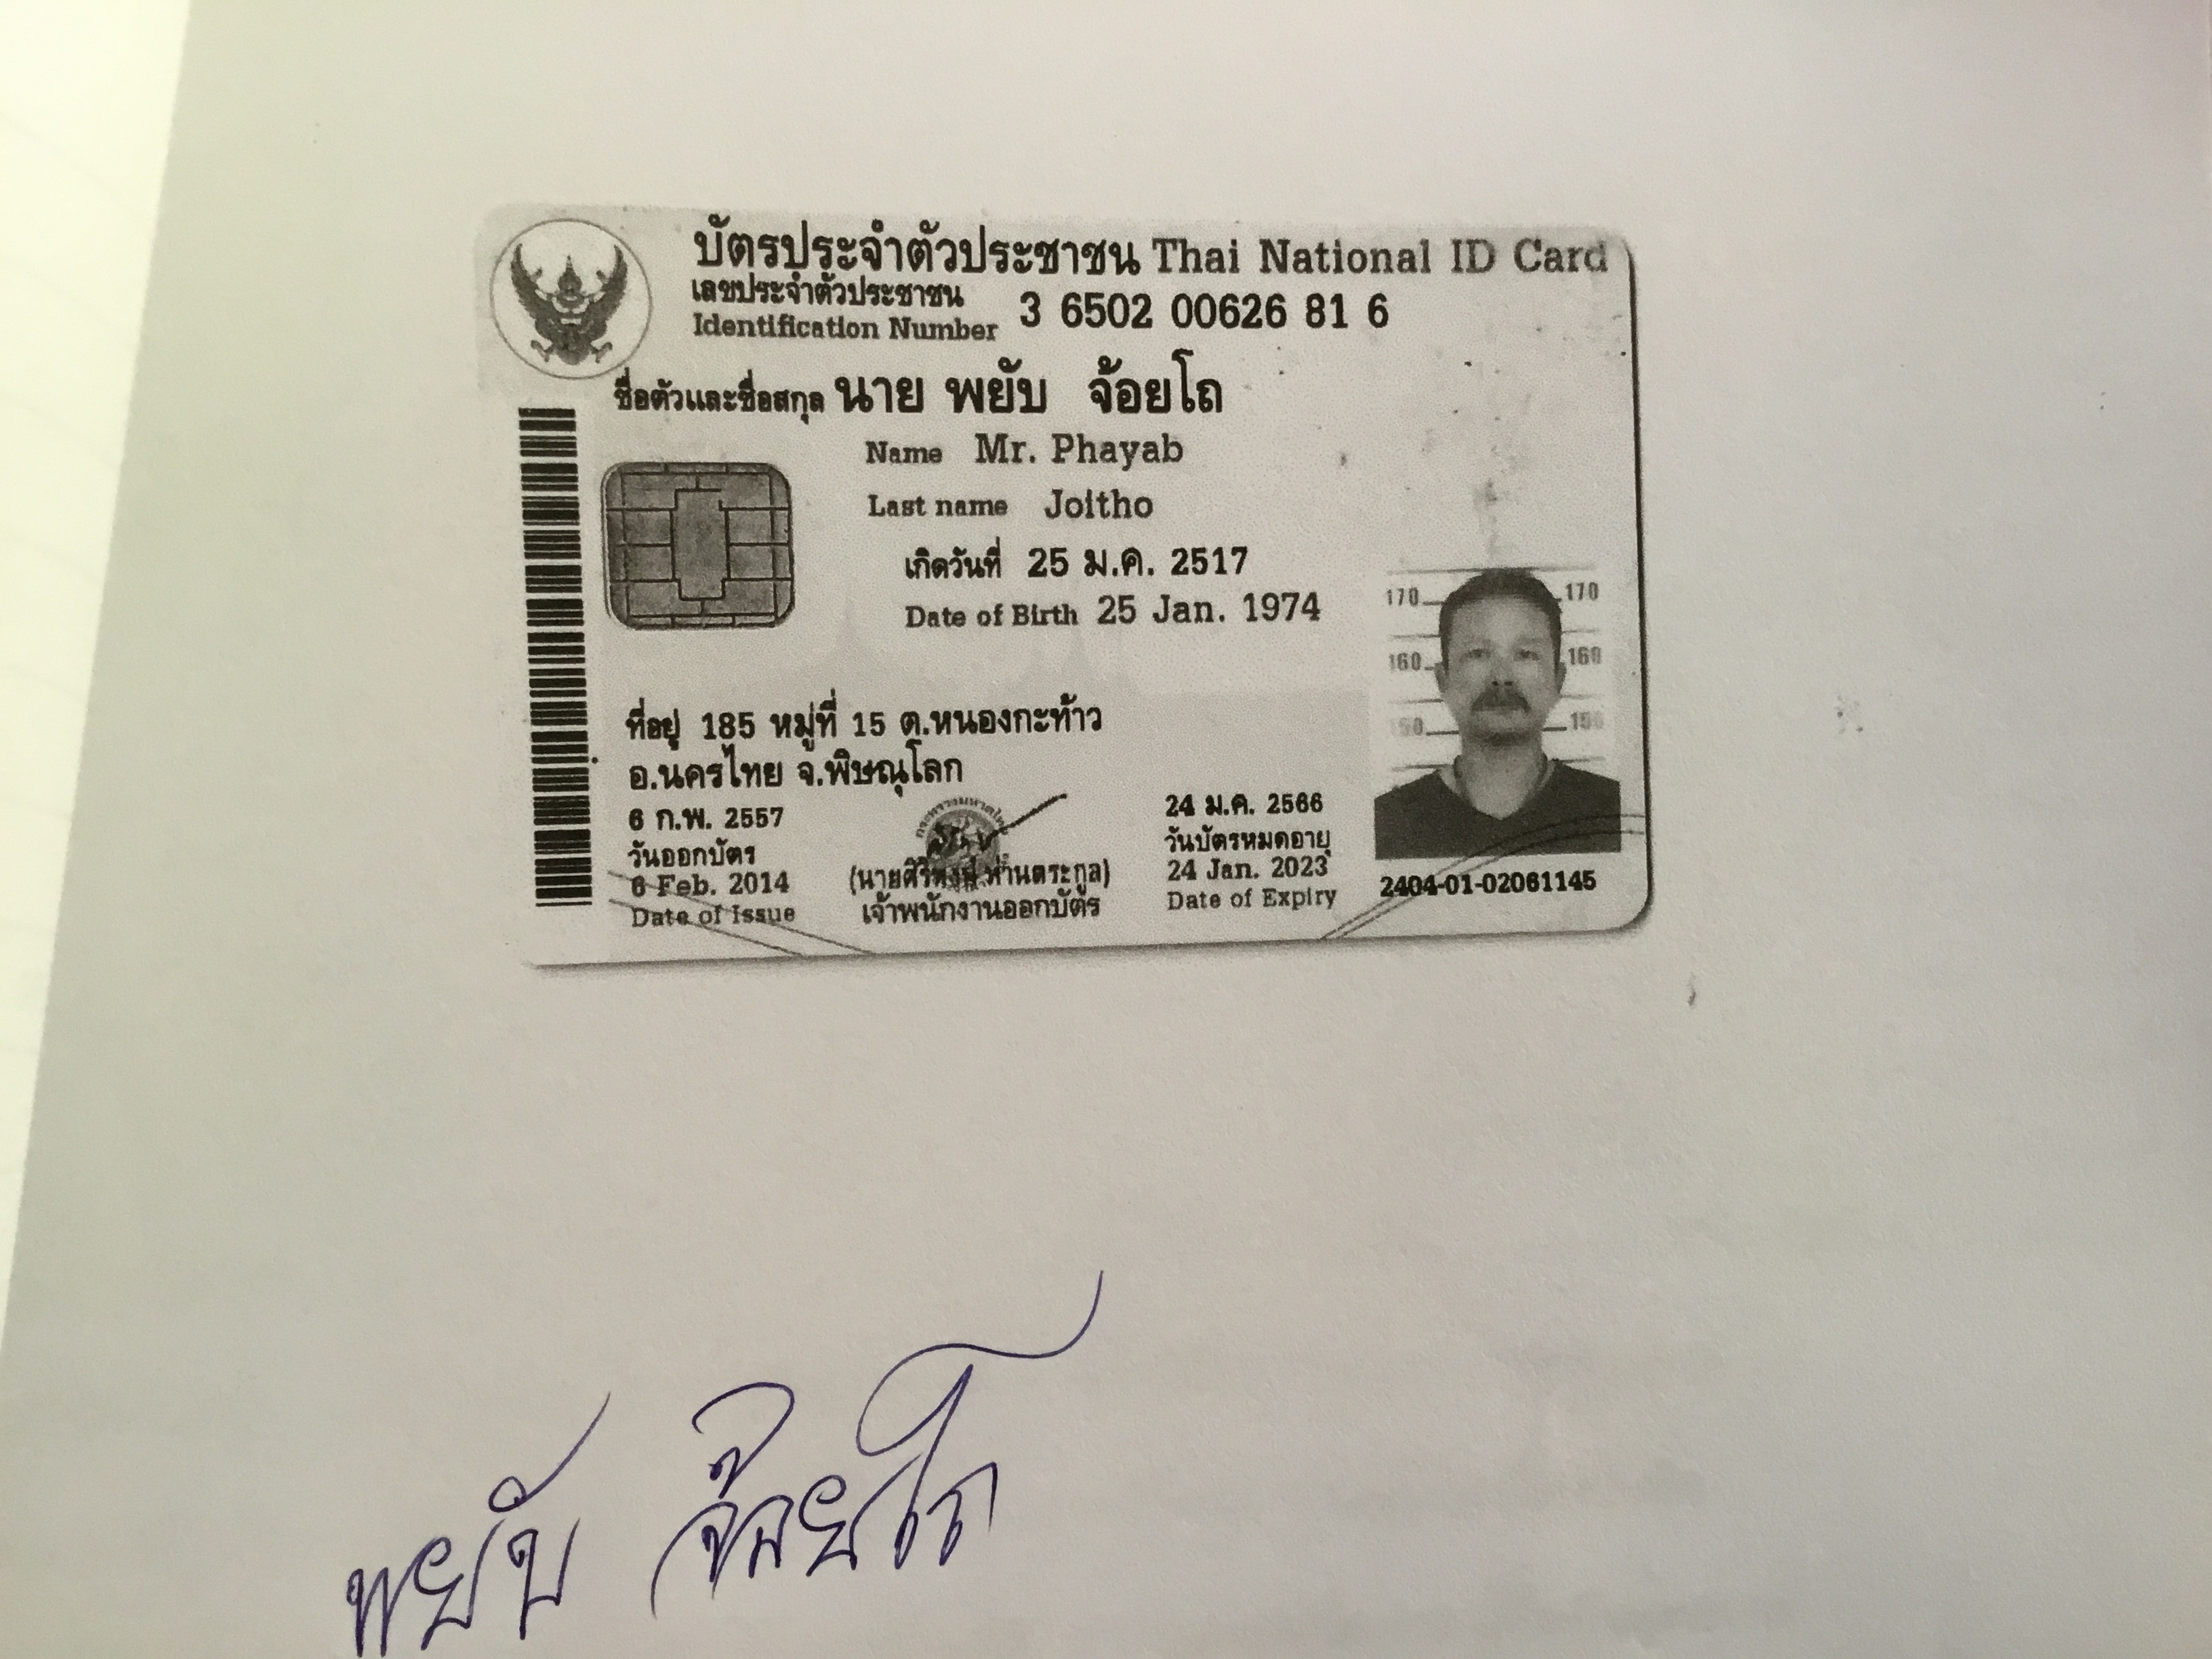 บัตรประจำตัวประชาชน Thai National ID Card
เลขประจำตัวประชาชน
Identification Number 3 6502 00626 81 6
ชื่อตัวและชื่อสกุล นาย พยับ จ้อยโถ
Name Mr. Phayab
Last name Joitho
เกิดวันที่ 25 ม.ค. 2517
Date of Birth 25 Jan. 1974
170 170
160 160
150 150
ที่อยู่ 185 หมู่ที่ 15 ต.หนองกะท้าว
อ.นครไทย จ.พิษณุโลก
6 ก.พ. 2557
วันออกบัตร
6 Feb. 2014
Date of Issue
เจ้าพนักงานออกบัตร
24 ม.ค. 2566
วันบัตรหมดอายุ
24 Jan. 2023
Date of Expiry
2404-01-02061145
พยับ จ้อยโถ